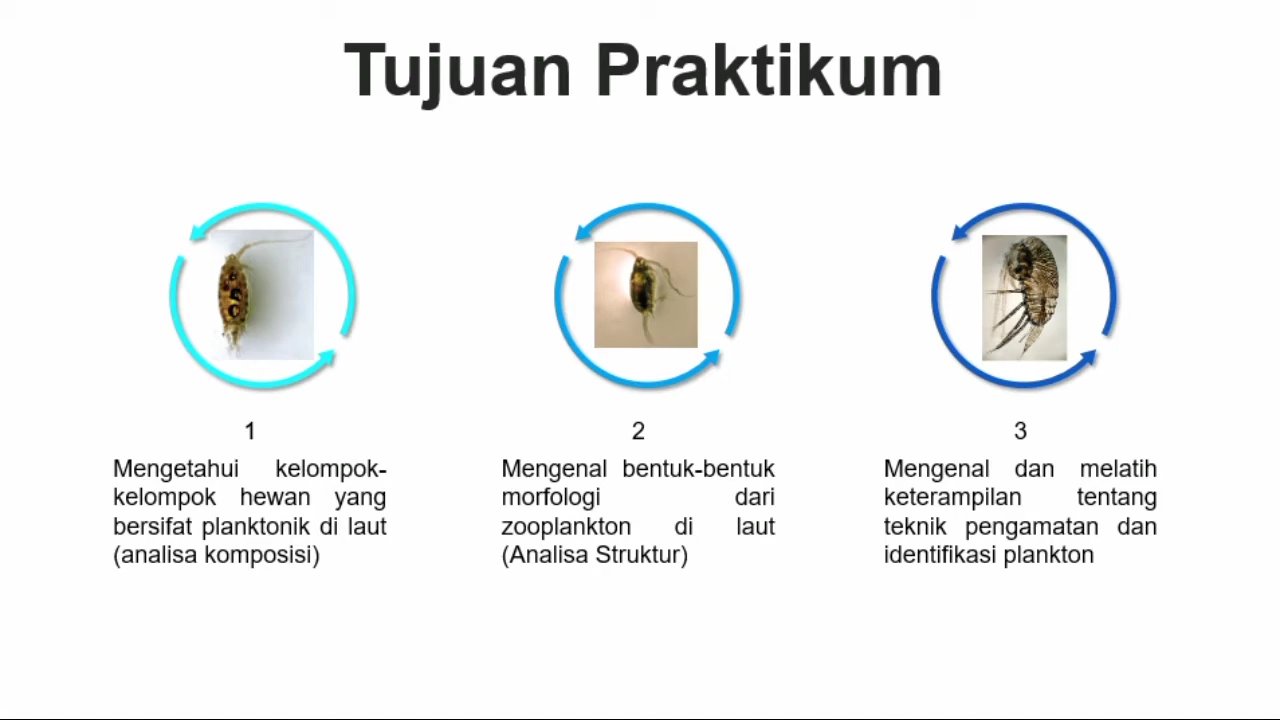 Tujuan Praktikum
1
Mengetahui kelompok-
kelompok hewan yang
bersifat planktonik di laut
(analisa komposisi)
2
Mengenal bentuk-bentuk
morfologi dari
zooplankton di laut
(Analisa Struktur)
3
Mengenal dan melatih
keterampilan tentang
teknik pengamatan dan
identifikasi plankton